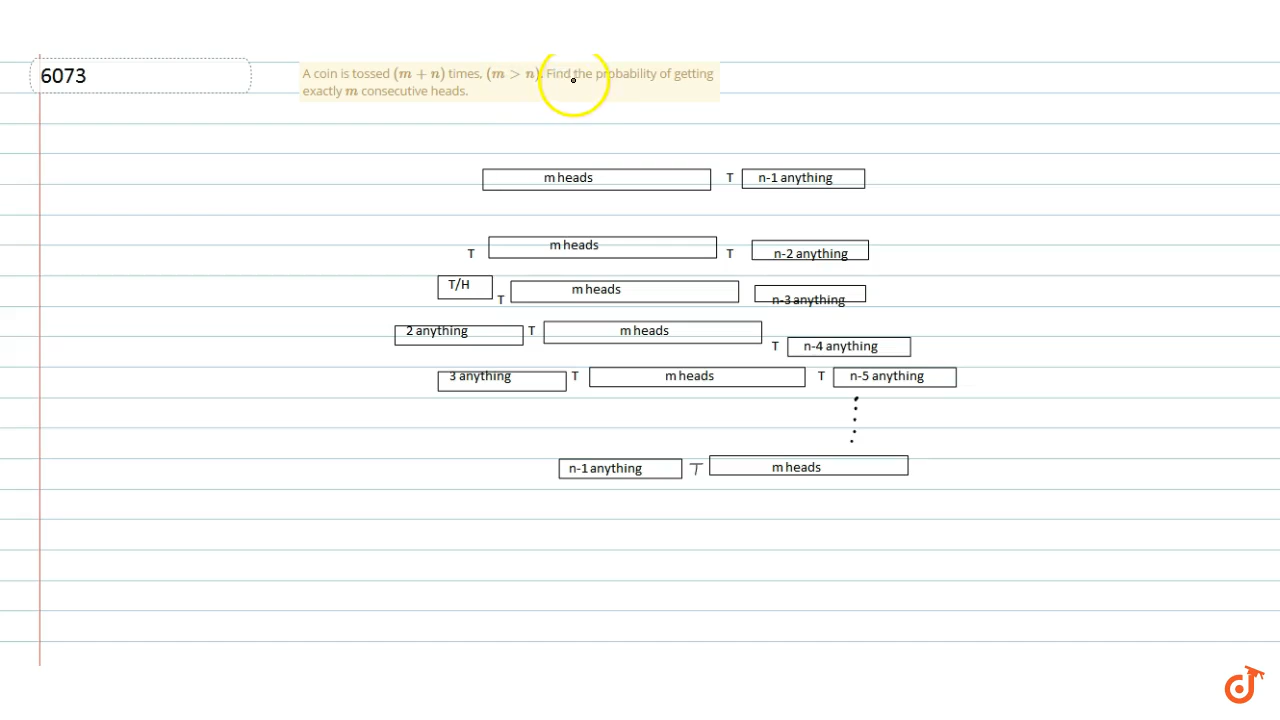 6073
A coin is tossed (m + n) times, (m > n). Find the probability of getting
exactly m consecutive heads.
m heads T n-1 anything
T m heads T n-2 anything
T/H T m heads n-3 anything
2 anything T m heads T n-4 anything
3 anything T m heads T n-5 anything
n-1 anything T m heads